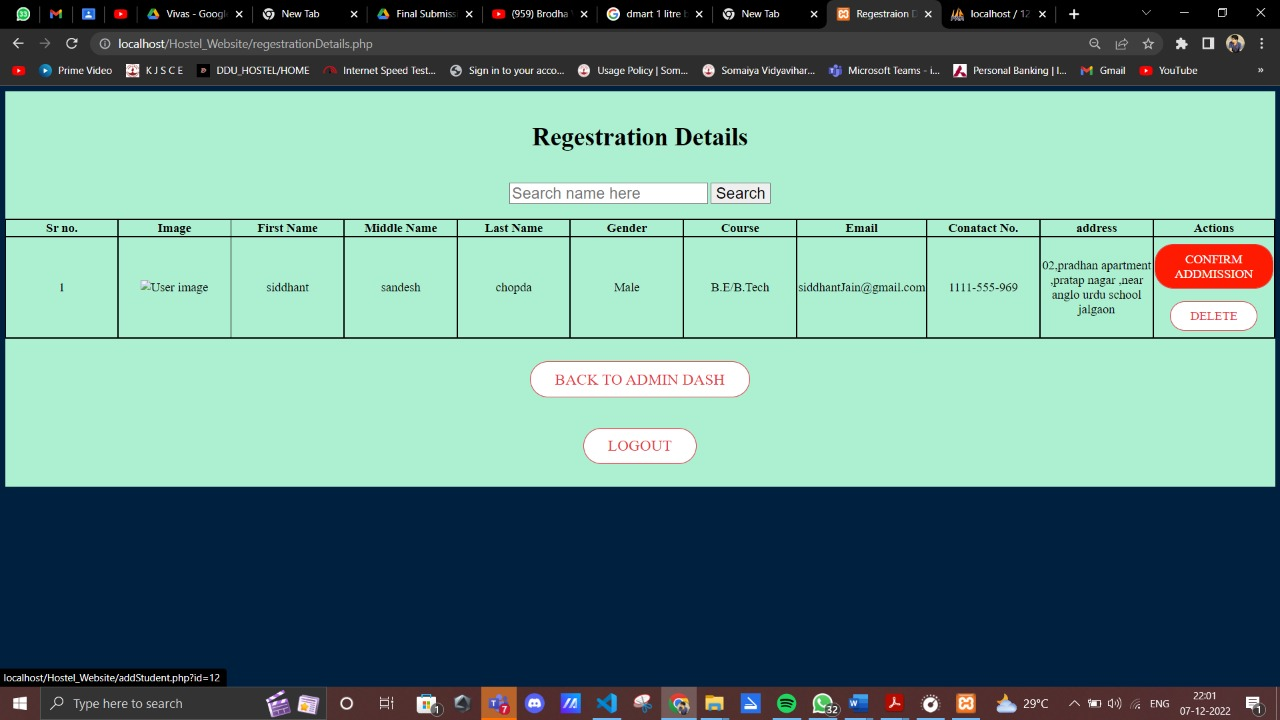 Vivas - Googl
New Tab
Final Submiss
(959) Brodha
dmart 1 litre b
New Tab
Regestraion D
localhost / 12
localhost/Hostel_Website/regestrationDetails.php
Prime Video
K J S C E
DDU_HOSTEL/HOME
Internet Speed Test...
Sign in to your acco...
Usage Policy | Som...
Somaiya Vidyavihar...
Microsoft Teams - i...
Personal Banking | I...
Gmail
YouTube
»
Regestration Details
Search name here Search
Sr no. Image First Name Middle Name Last Name Gender Course Email Conatact No. address Actions
1 User image siddhant sandesh chopda Male B.E/B.Tech siddhantJain@gmail.com 1111-555-969
02,pradhan apartment
,pratap nagar ,near
anglo urdu school
jalgaon
CONFIRM
ADDMISSION
DELETE
BACK TO ADMIN DASH
LOGOUT
localhost/Hostel_Website/addStudent.php?id=12
Type here to search
1
7
32
29°C
ENG
22:01
07-12-2022
1